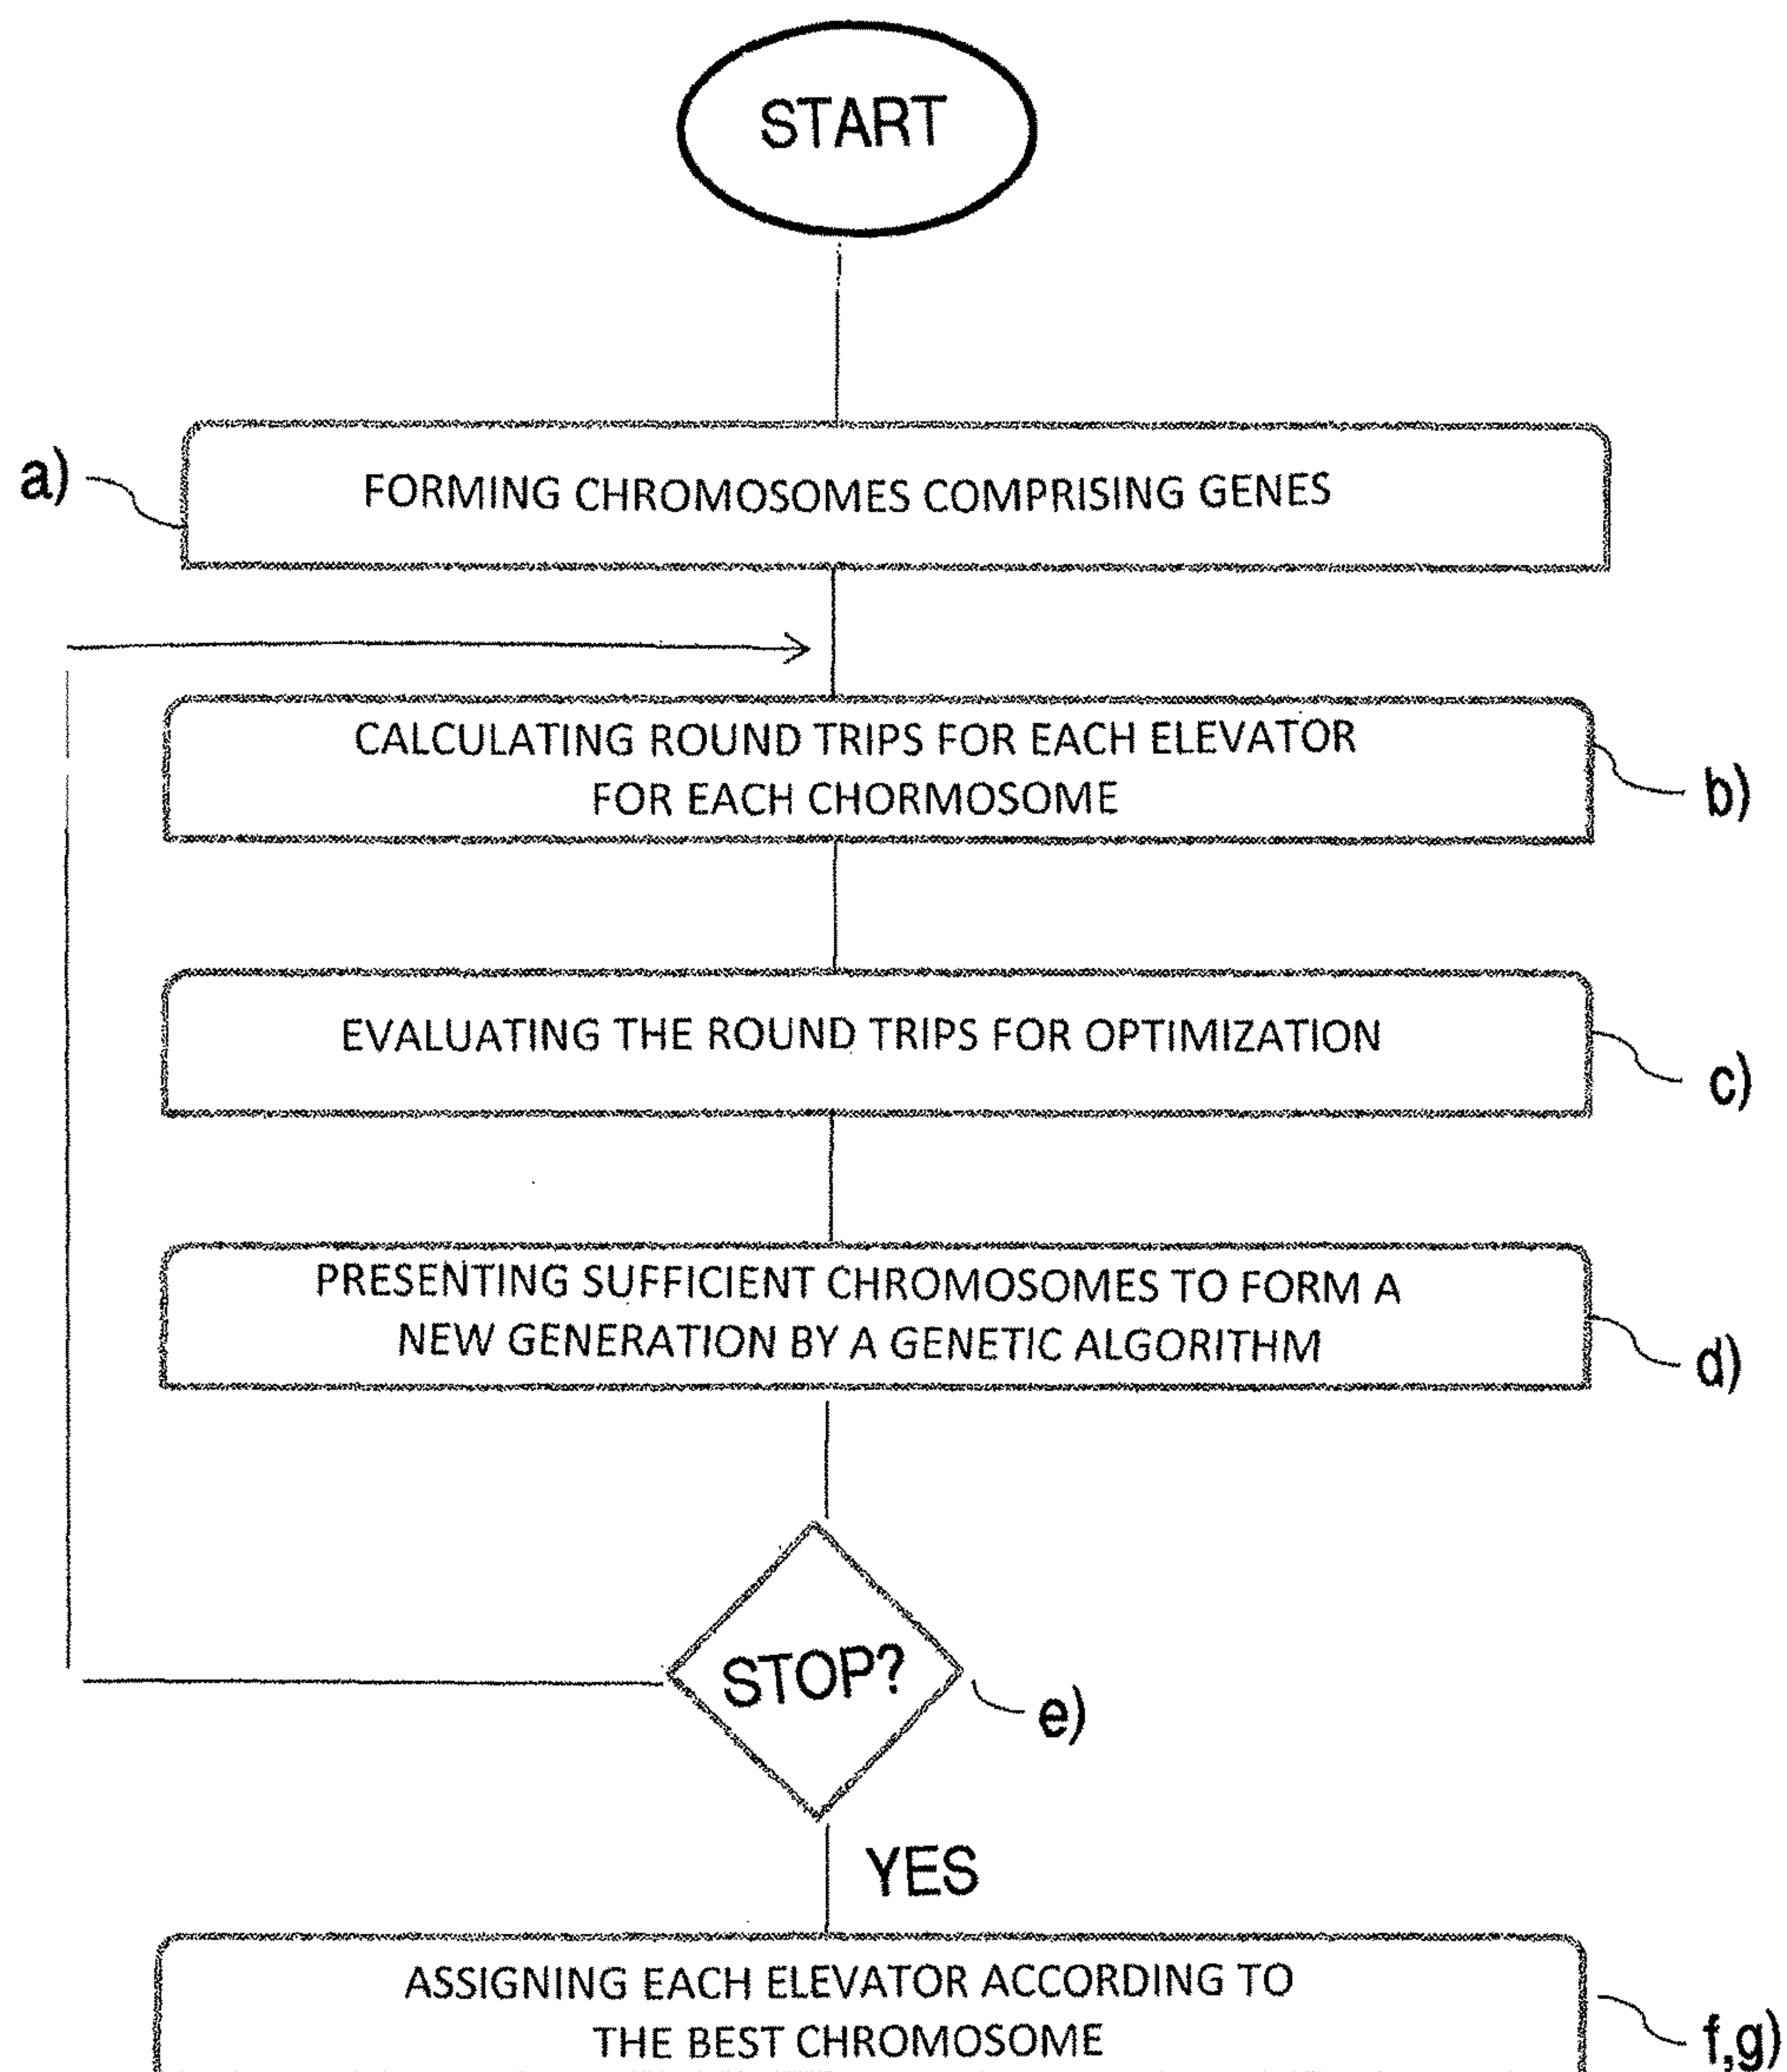 START
a)
FORMING CHROMOSOMES COMPRISING GENES
CALCULATING ROUND TRIPS FOR EACH ELEVATOR
FOR EACH CHORMOSOME
b)
EVALUATING THE ROUND TRIPS FOR OPTIMIZATION
c)
PRESENTING SUFFICIENT CHROMOSOMES TO FORM A
NEW GENERATION BY A GENETIC ALGORITHM
d)
STOP?
e)
YES
ASSIGNING EACH ELEVATOR ACCORDING TO
THE BEST CHROMOSOME
f,g)